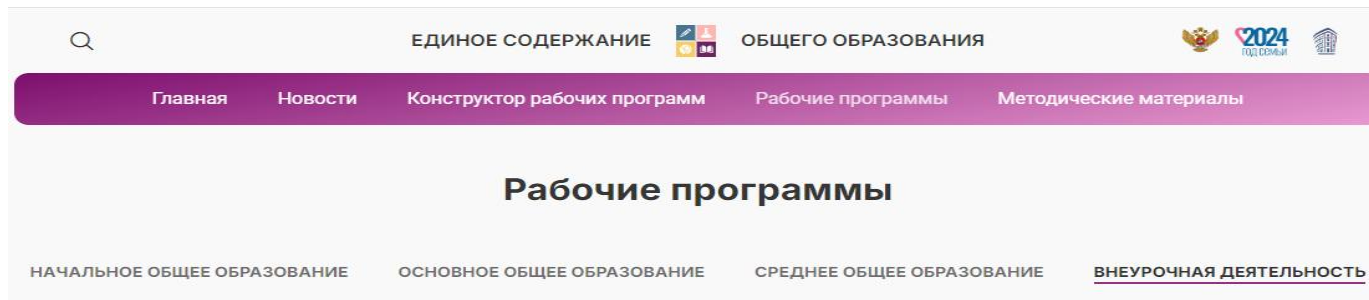 ЕДИНОЕ СОДЕРЖАНИЕ ОБЩЕГО ОБРАЗОВАНИЯ
2024
ГОД СЕМЬИ
Главная Новости Конструктор рабочих программ Рабочие программы Методические материалы
Рабочие программы
НАЧАЛЬНОЕ ОБЩЕЕ ОБРАЗОВАНИЕ ОСНОВНОЕ ОБЩЕЕ ОБРАЗОВАНИЕ СРЕДНЕЕ ОБЩЕЕ ОБРАЗОВАНИЕ ВНЕУРОЧНАЯ ДЕЯТЕЛЬНОСТЬ